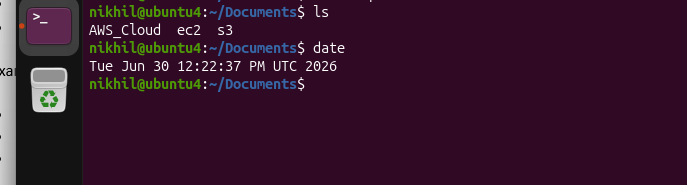 nikhil@ubuntu4:~/Documents$ ls
AWS_Cloud  ec2  s3
nikhil@ubuntu4:~/Documents$ date
Tue Jun 30 12:22:37 PM UTC 2026
nikhil@ubuntu4:~/Documents$
>_
xar